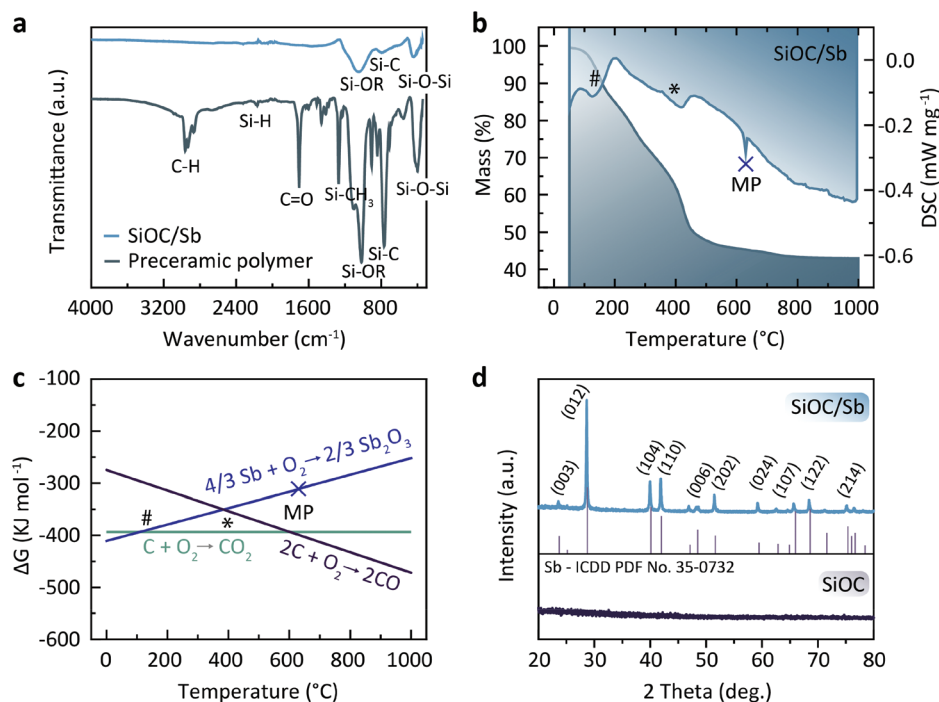 a
Transmittance (a.u.)
Si-C
Si-OR
Si-O-Si
Si-H
C-H
C=O
Si-CH₃
Si-O-Si
Si-C
Si-OR
SiOC/Sb
Preceramic polymer
4000 3200 2400 1600 800
Wavenumber (cm⁻¹)
b
SiOC/Sb
Mass (%)
100
90
80
70
60
50
40
#
*
MP
0.0
-0.2
-0.4
-0.6
DSC (mW mg⁻¹)
0 200 400 600 800 1000
Temperature (°C)
c
ΔG (KJ mol⁻¹)
-100
-200
-300
-400
-500
-600
4/3 Sb + O₂→2/3 Sb₂O₃
MP
#
*
C + O₂→ CO₂
2C + O₂→2CO
0 200 400 600 800 1000
Temperature (°C)
d
Intensity (a.u.)
SiOC/Sb
(003)
(012)
(104)
(110)
(006)
(202)
(024)
(107)
(122)
(214)
Sb - ICDD PDF No. 35-0732
SiOC
20 30 40 50 60 70 80
2 Theta (deg.)